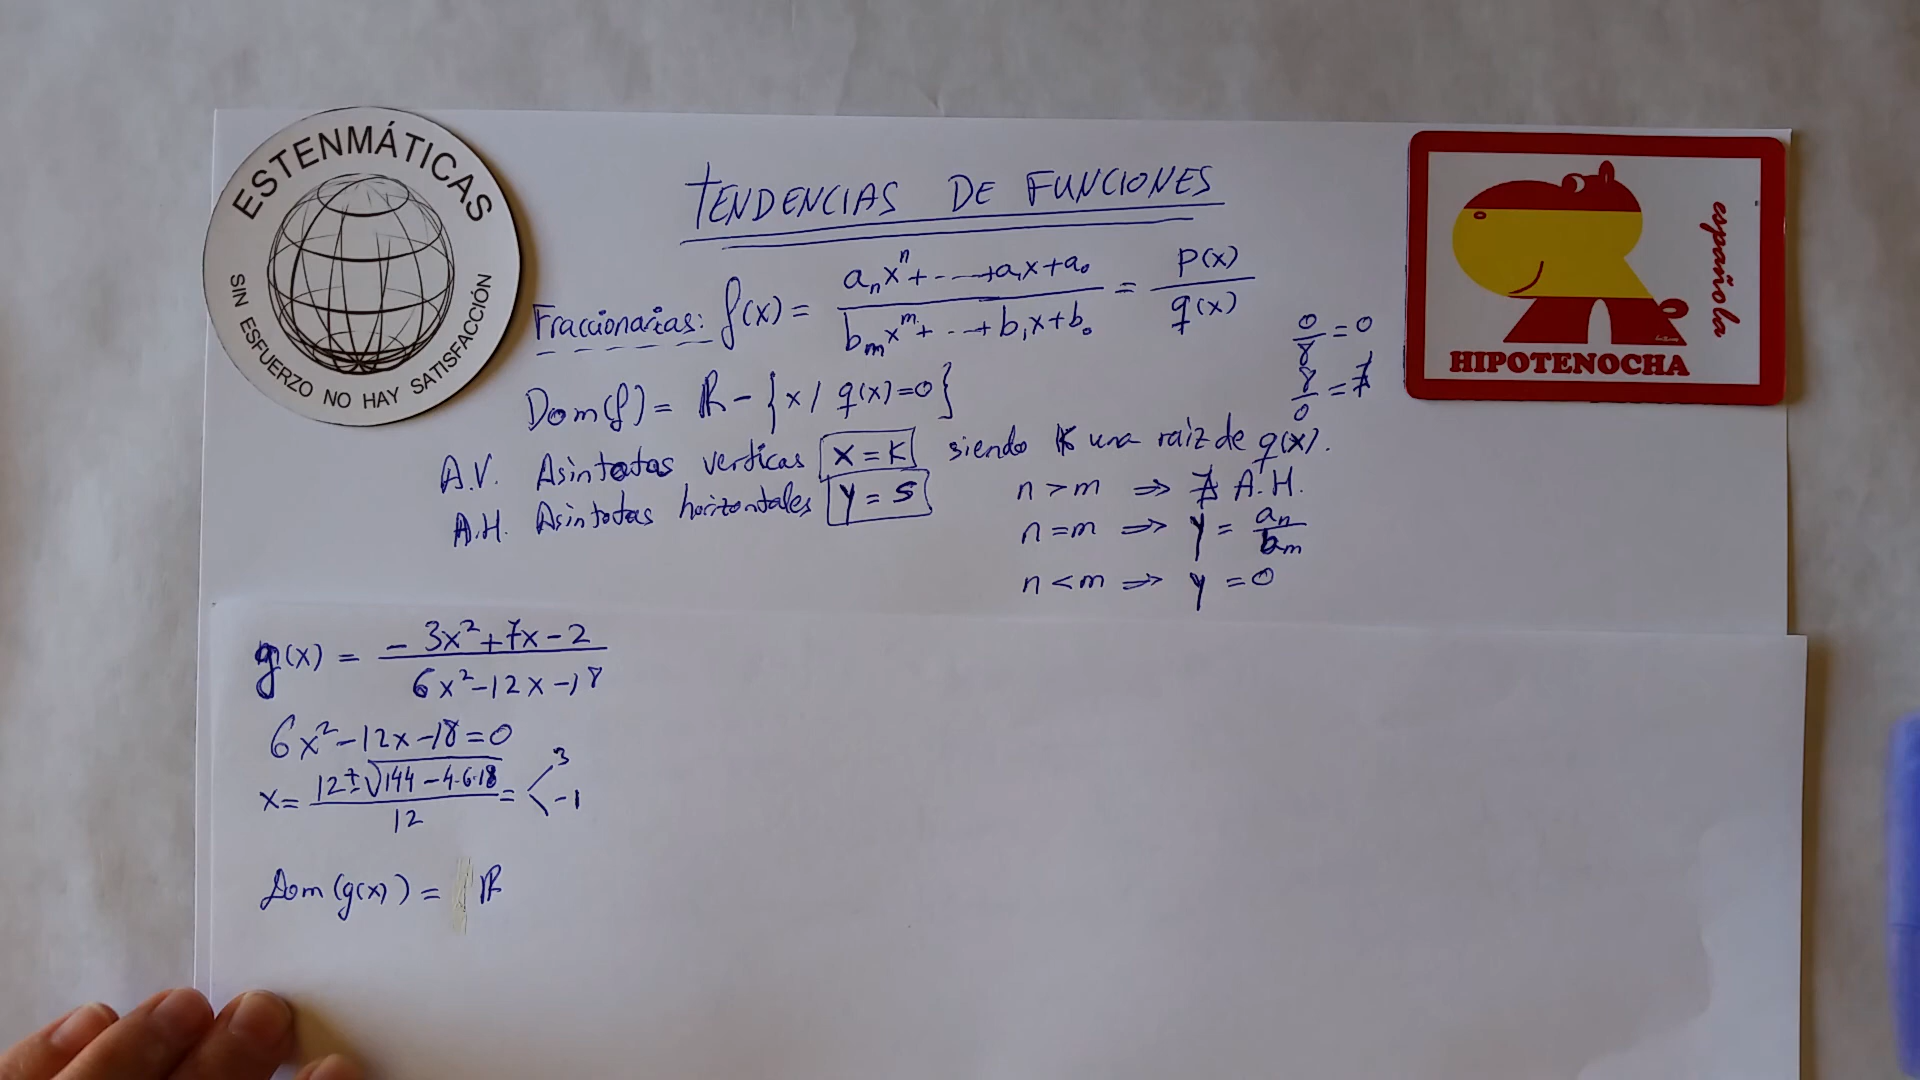 ESTENMÁTICAS
SIN ESFUERZO NO HAY SATISFACCIÓN
TENDENCIAS DE FUNCIONES
Fraccionarias: f(x) = (aₙxⁿ + ---- + a₁x + a₀) / (bₘxᵐ + --- + b₁x + b₀) = P(x) / q(x)
0/8 = 0
8/0 = ∄
Dom(f) = ℝ - {x / q(x) = 0}
A.V. Asintotas verticas x = K siendo K una raiz de q(x).
A.H. Asintotas horizontales y = s
n > m ⇒ ∄ A.H.
n = m ⇒ y = aₙ/bₘ
n < m ⇒ y = 0
española
HIPOTENOCHA
g(x) = (-3x² + 7x - 2) / (6x² - 12x - 18)
6x² - 12x - 18 = 0
x = (12 ± √(144 - 4·6·18)) / 12 = < 3
-1
Dom(g(x)) = ℝ